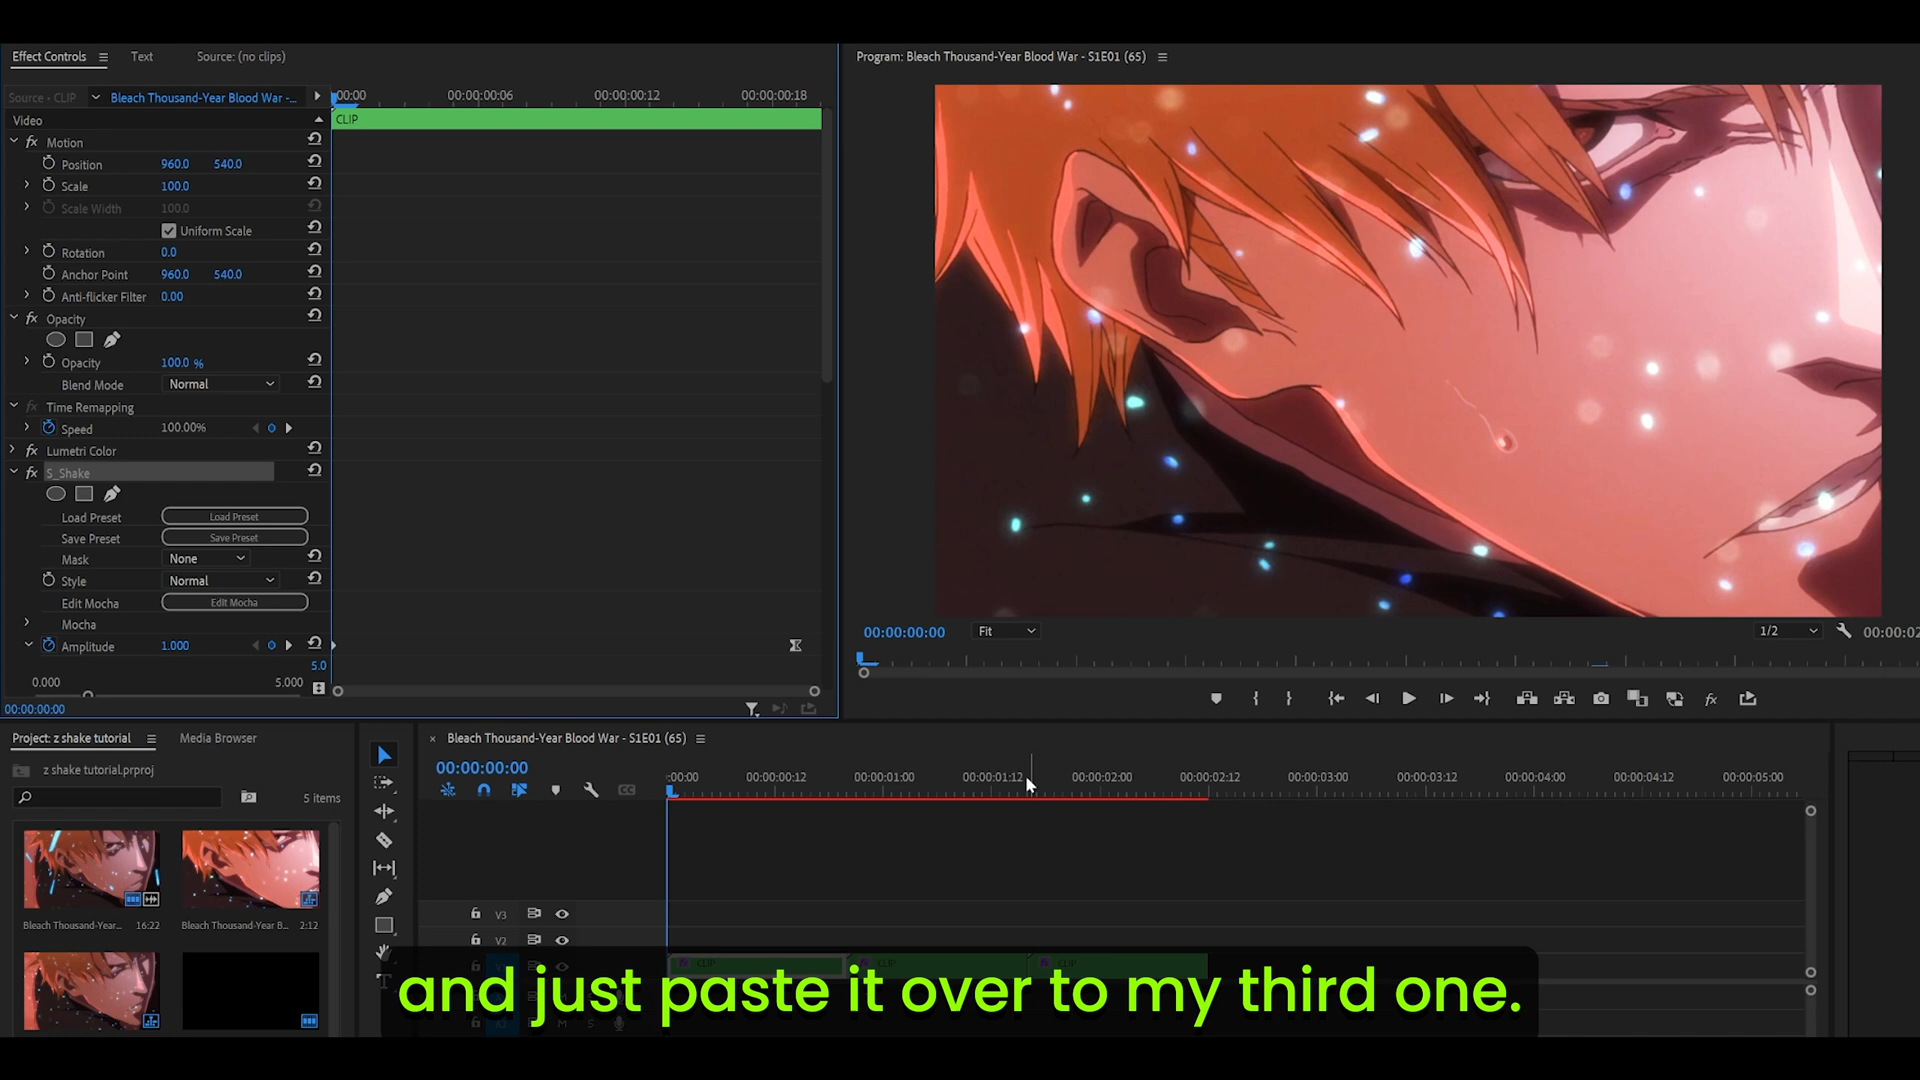 Effect Controls Text Source: (no clips)
Source - CLIP Bleach Thousand-Year Blood War -... :00:00 00:00:00:06 00:00:00:12 00:00:00:18
Video CLIP
fx Motion
Position 960.0 540.0
Scale 100.0
Scale Width 100.0
Uniform Scale
Rotation 0.0
Anchor Point 960.0 540.0
Anti-flicker Filter 0.00
fx Opacity
Opacity 100.0 %
Blend Mode Normal
fx Time Remapping
Speed 100.00%
fx Lumetri Color
fx S_Shake
Load Preset Load Preset
Save Preset Save Preset
Mask None
Style Normal
Edit Mocha Edit Mocha
Mocha
Amplitude 1.000
5.0
0.000 5.000
00:00:00:00
Program: Bleach Thousand-Year Blood War - S1E01 (65)
00:00:00:00 Fit 1/2 00:00:02
fx
Project: z shake tutorial Media Browser
z shake tutorial.prproj
5 items
Bleach Thousand-Year... 16:22 Bleach Thousand-Year B... 2:12
× Bleach Thousand-Year Blood War - S1E01 (65)
00:00:00:00
:00:00 00:00:00:12 00:00:01:00 00:00:01:12 00:00:02:00 00:00:02:12 00:00:03:00 00:00:03:12 00:00:04:00 00:00:04:12 00:00:05:00
V3
V2
CLIP CLIP CLIP
M S
and just paste it over to my third one.